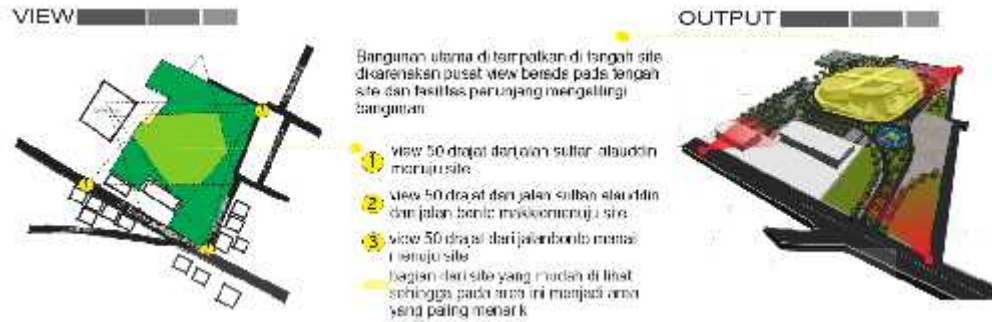 VIEW
OUTPUT
Bangunan utama di tempatkan di tengah site
dikarenakan pusat view berada pada tengah
site dan fasilitas penunjang mengelilingi
bangunan
1 view 50 drajat dari jalan sultan alauddin
menuju site
2 view 50 drajat dari jalan sultan alauddin
dan jalan bonto menuju site
3 view 50 drajat dari jalan bonto
menuju site
bagian dari site yang mudah di lihat
sehingga pada area ini menjadi area
yang paling menarik